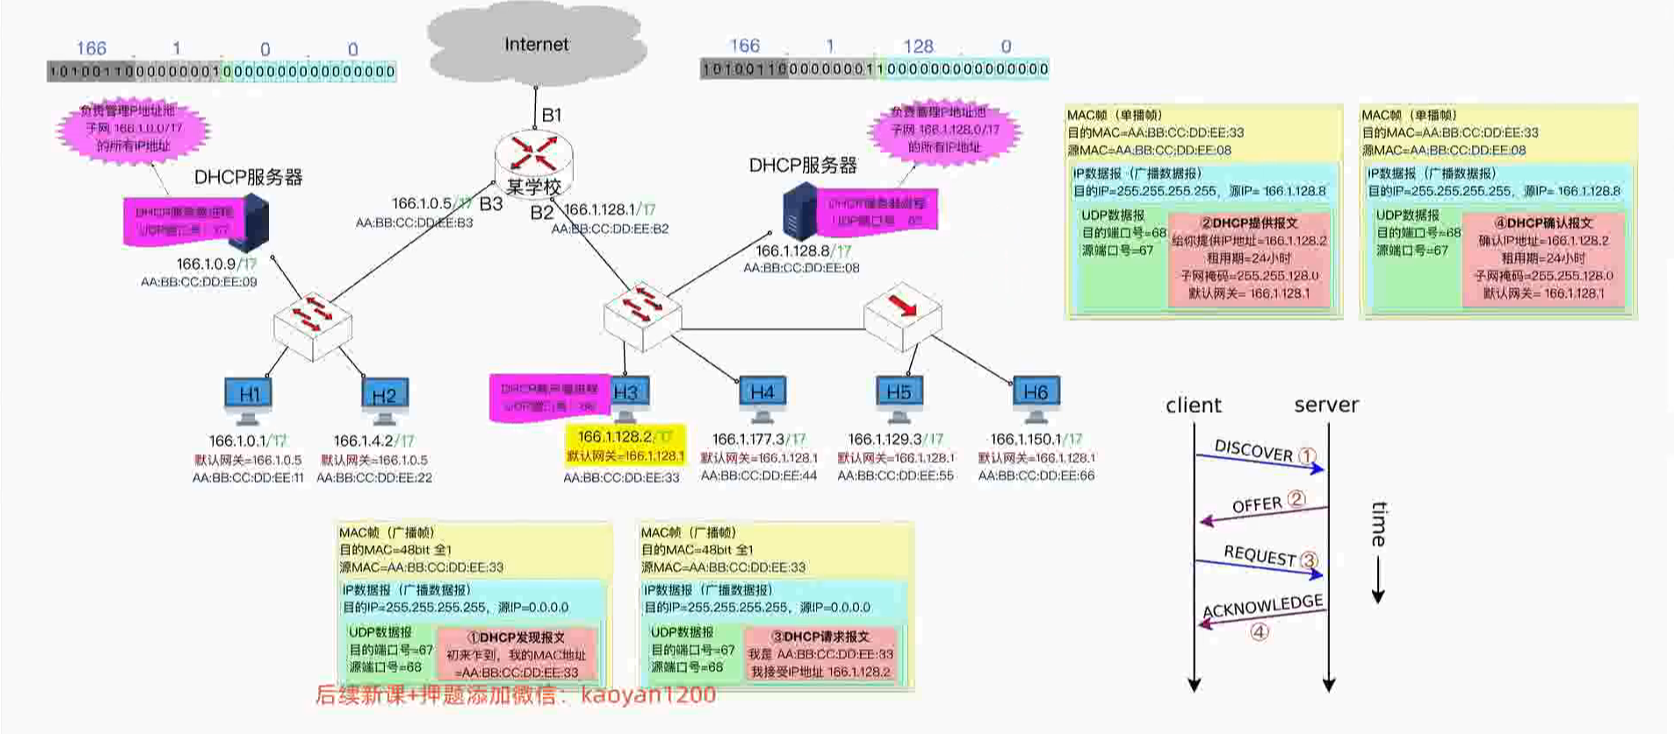 Internet
166 1 0 0
10100110000000010000000000000000
166 1 128 0
10100110000000011000000000000000
负责管理IP地址池
子网 166.1.0.0/17
的所有IP地址
负责管理IP地址池
子网 166.1.128.0/17
的所有IP地址
B1
某学校
B3
B2
DHCP服务器
DHCP服务器进程
UDP端口号：67
166.1.0.9/17
AA:BB:CC:DD:EE:09
166.1.0.5/17
AA:BB:CC:DD:EE:B3
166.1.128.1/17
AA:BB:CC:DD:EE:B2
DHCP服务器
DHCP服务器进程
UDP端口号：67
166.1.128.8/17
AA:BB:CC:DD:EE:08
H1
166.1.0.1/17
默认网关=166.1.0.5
AA:BB:CC:DD:EE:11
H2
166.1.4.2/17
默认网关=166.1.0.5
AA:BB:CC:DD:EE:22
DHCP客户端进程
UDP端口号：68
H3
166.1.128.2/17
默认网关=166.1.128.1
AA:BB:CC:DD:EE:33
H4
166.1.177.3/17
默认网关=166.1.128.1
AA:BB:CC:DD:EE:44
H5
166.1.129.3/17
默认网关=166.1.128.1
AA:BB:CC:DD:EE:55
H6
166.1.150.1/17
默认网关=166.1.128.1
AA:BB:CC:DD:EE:66
MAC帧（单播帧）
目的MAC=AA:BB:CC:DD:EE:33
源MAC=AA:BB:CC:DD:EE:08
IP数据报（广播数据报）
目的IP=255.255.255.255，源IP= 166.1.128.8
UDP数据报
目的端口号=68
源端口号=67
②DHCP提供报文
给你提供IP地址=166.1.128.2
租用期=24小时
子网掩码=255.255.128.0
默认网关= 166.1.128.1
MAC帧（单播帧）
目的MAC=AA:BB:CC:DD:EE:33
源MAC=AA:BB:CC:DD:EE:08
IP数据报（广播数据报）
目的IP=255.255.255.255，源IP= 166.1.128.8
UDP数据报
目的端口号=68
源端口号=67
④DHCP确认报文
确认IP地址=166.1.128.2
租用期=24小时
子网掩码=255.255.128.0
默认网关= 166.1.128.1
client
server
DISCOVER ①
OFFER ②
REQUEST ③
ACKNOWLEDGE
④
time
MAC帧（广播帧）
目的MAC=48bit 全1
源MAC=AA:BB:CC:DD:EE:33
IP数据报（广播数据报）
目的IP=255.255.255.255，源IP=0.0.0.0
UDP数据报
目的端口号=67
源端口号=68
①DHCP发现报文
初来乍到，我的MAC地址
=AA:BB:CC:DD:EE:33
MAC帧（广播帧）
目的MAC=48bit 全1
源MAC=AA:BB:CC:DD:EE:33
IP数据报（广播数据报）
目的IP=255.255.255.255，源IP=0.0.0.0
UDP数据报
目的端口号=67
源端口号=68
③DHCP请求报文
我是 AA:BB:CC:DD:EE:33
我接受IP地址 166.1.128.2
后续新课+押题添加微信：kaoyan1200